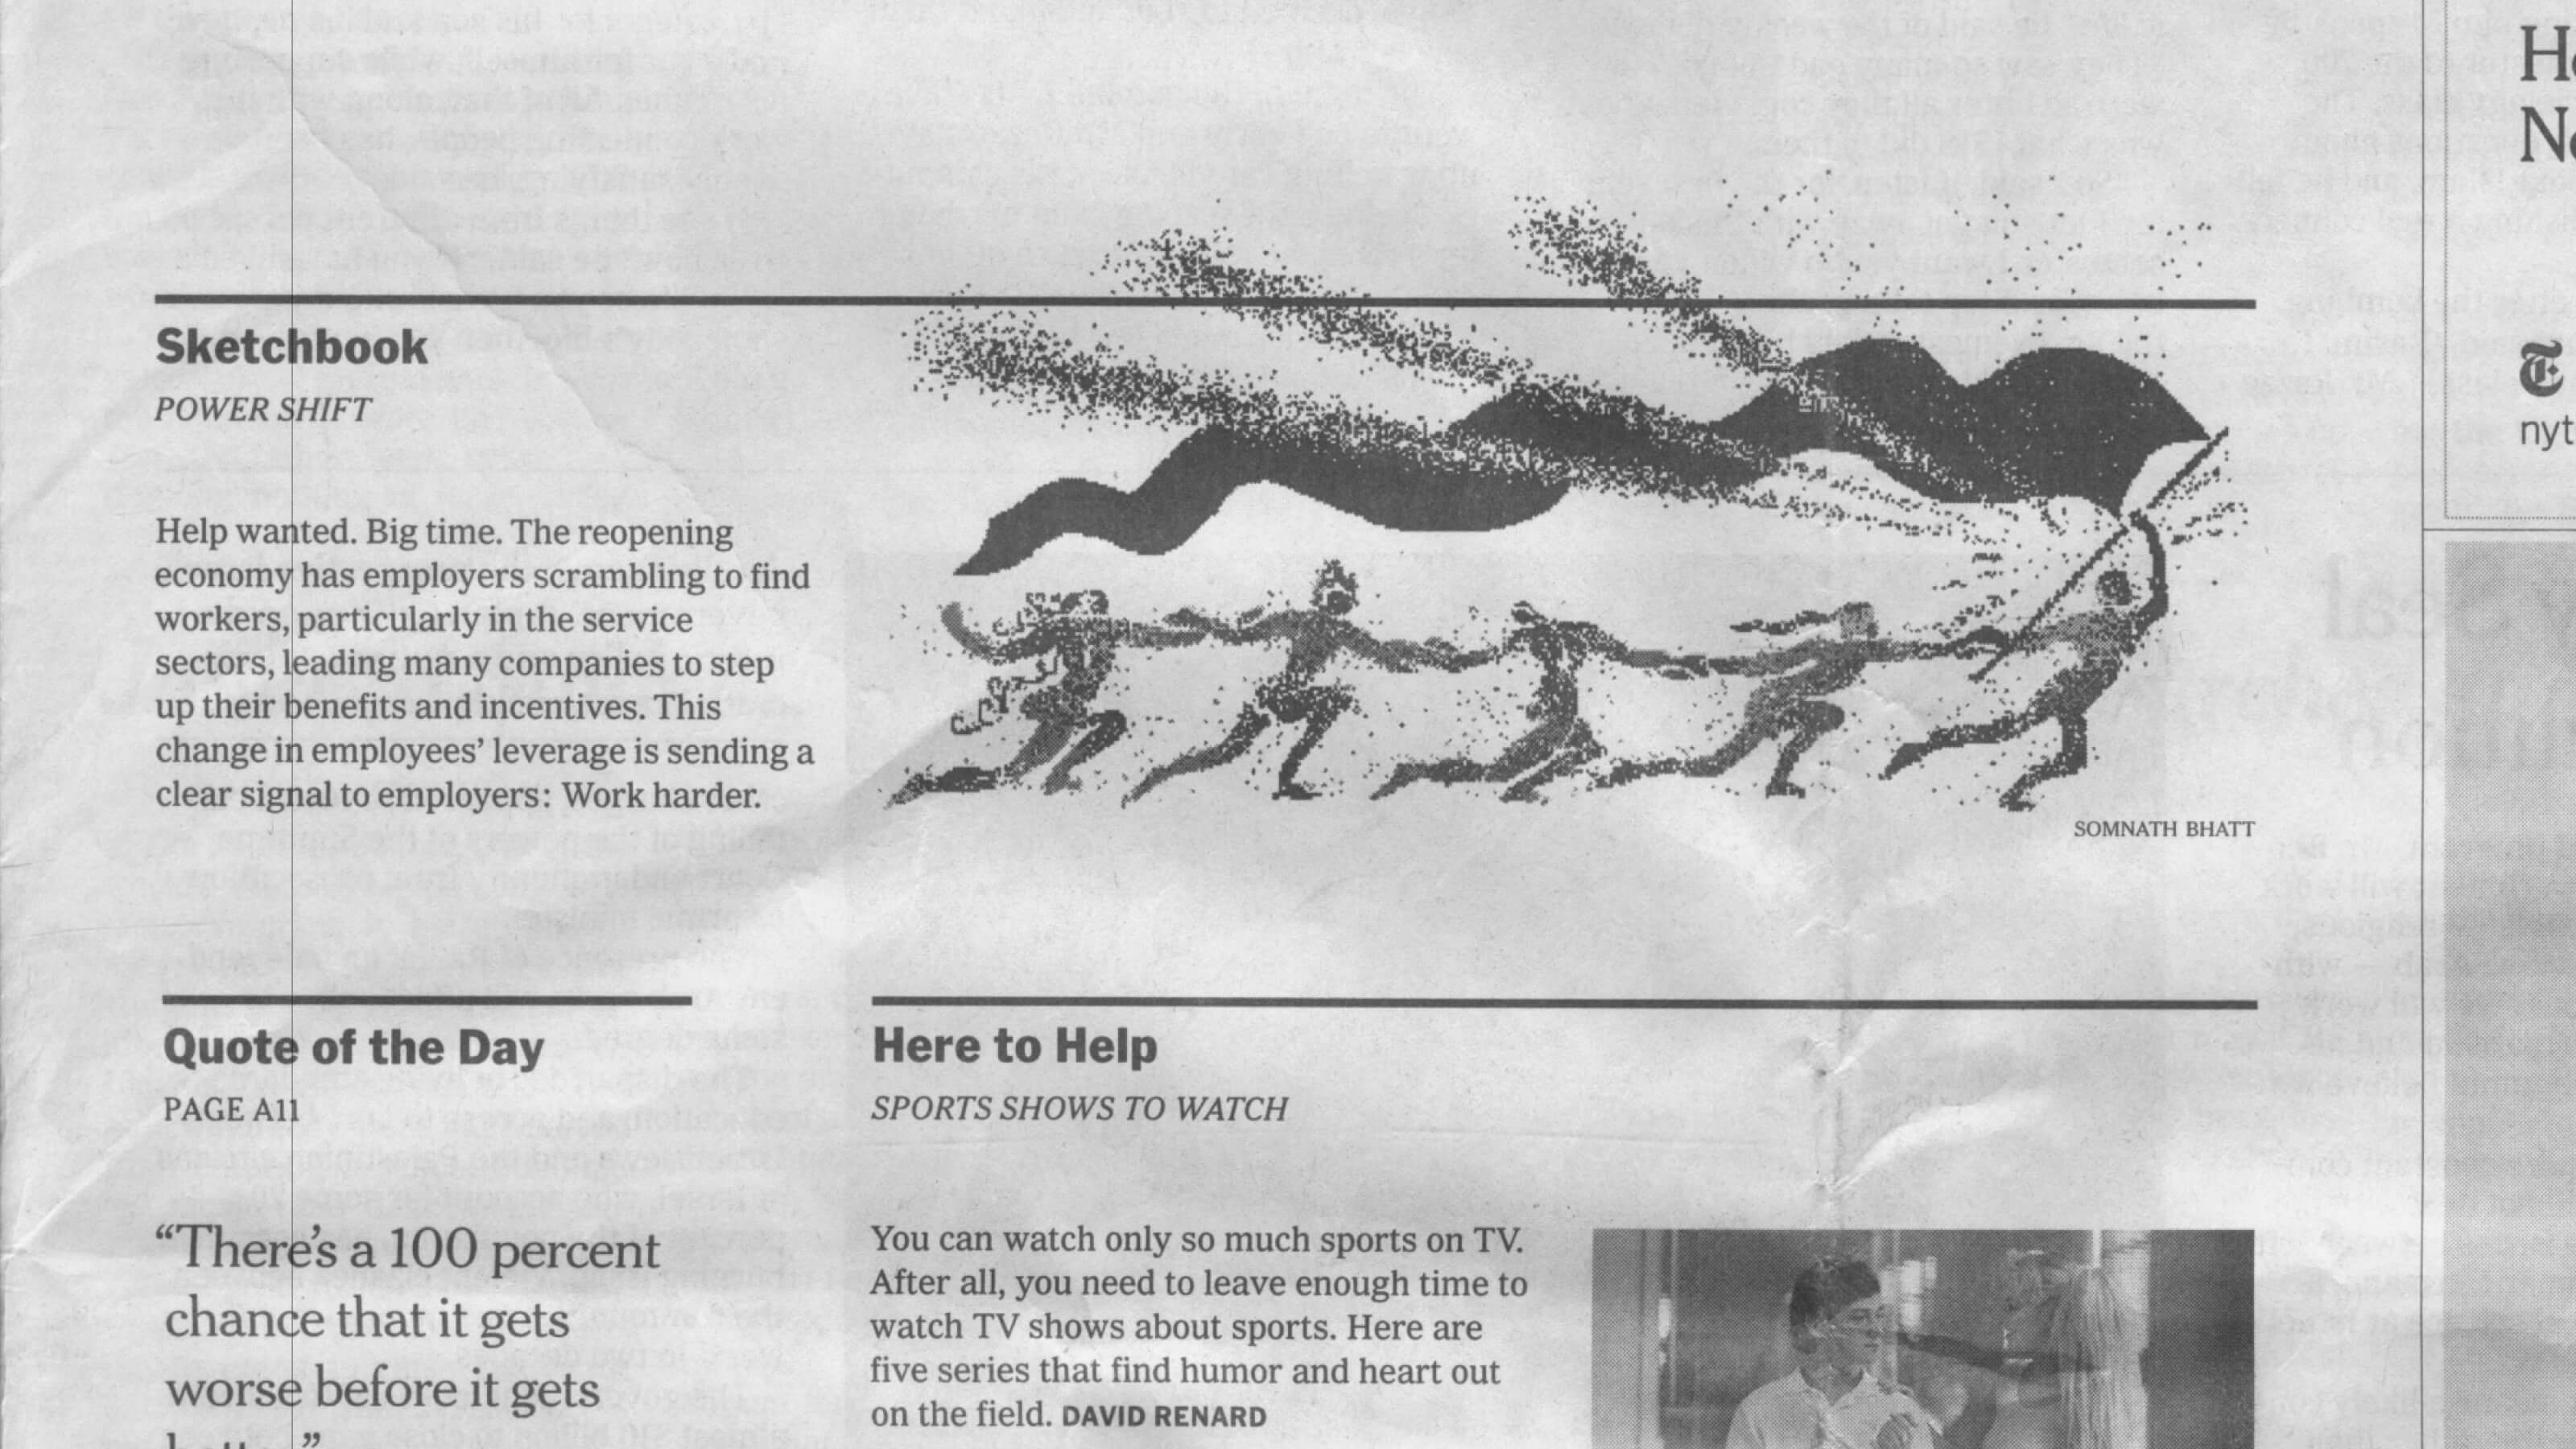 Sketchbook
POWER SHIFT
Help wanted. Big time. The reopening
economy has employers scrambling to find
workers, particularly in the service
sectors, leading many companies to step
up their benefits and incentives. This
change in employees’ leverage is sending a
clear signal to employers: Work harder.
SOMNATH BHATT
Quote of the Day
PAGE A11
“There’s a 100 percent
chance that it gets
worse before it gets
Here to Help
SPORTS SHOWS TO WATCH
You can watch only so much sports on TV.
After all, you need to leave enough time to
watch TV shows about sports. Here are
five series that find humor and heart out
on the field. DAVID RENARD
nyt